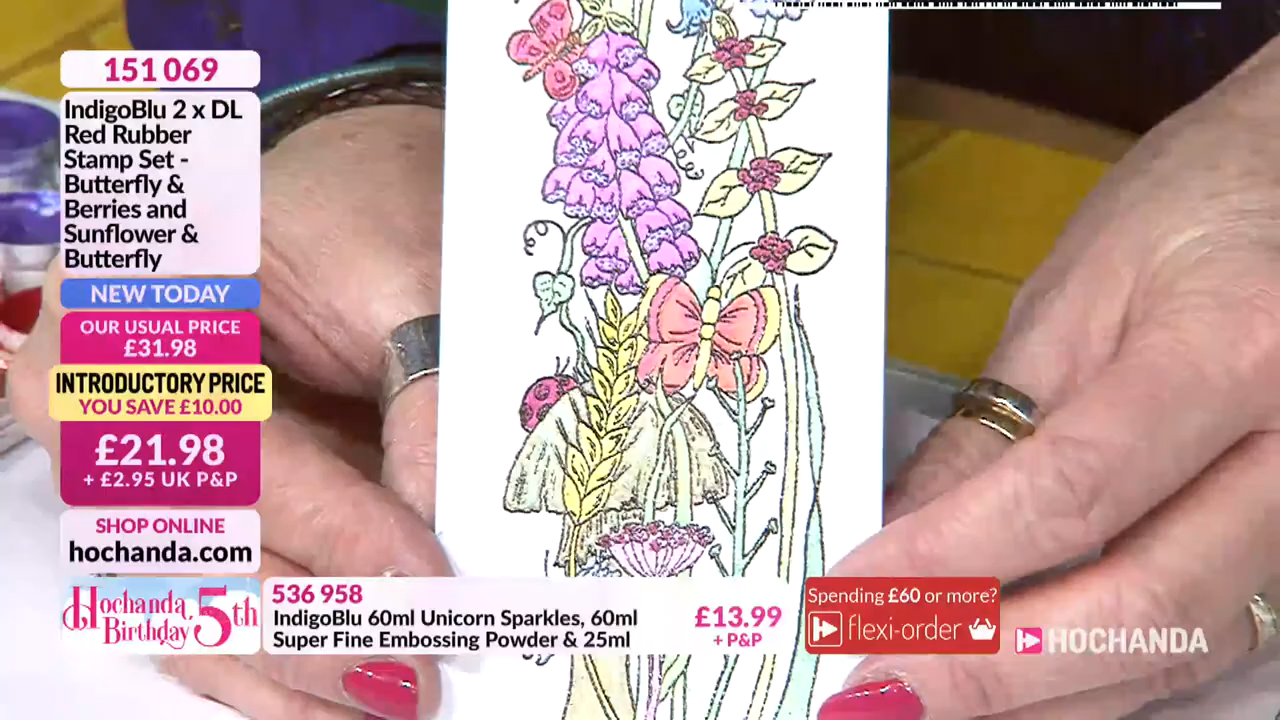 151 069
IndigoBlu 2 x DL
Red Rubber
Stamp Set -
Butterfly &
Berries and
Sunflower &
Butterfly
NEW TODAY
OUR USUAL PRICE
£31.98
INTRODUCTORY PRICE
YOU SAVE £10.00
£21.98
+ £2.95 UK P&P
SHOP ONLINE
hochanda.com
Hochanda
Birthday 5th
536 958
IndigoBlu 60ml Unicorn Sparkles, 60ml
Super Fine Embossing Powder & 25ml
£13.99
+ P&P
Spending £60 or more?
flexi-order
HOCHANDA